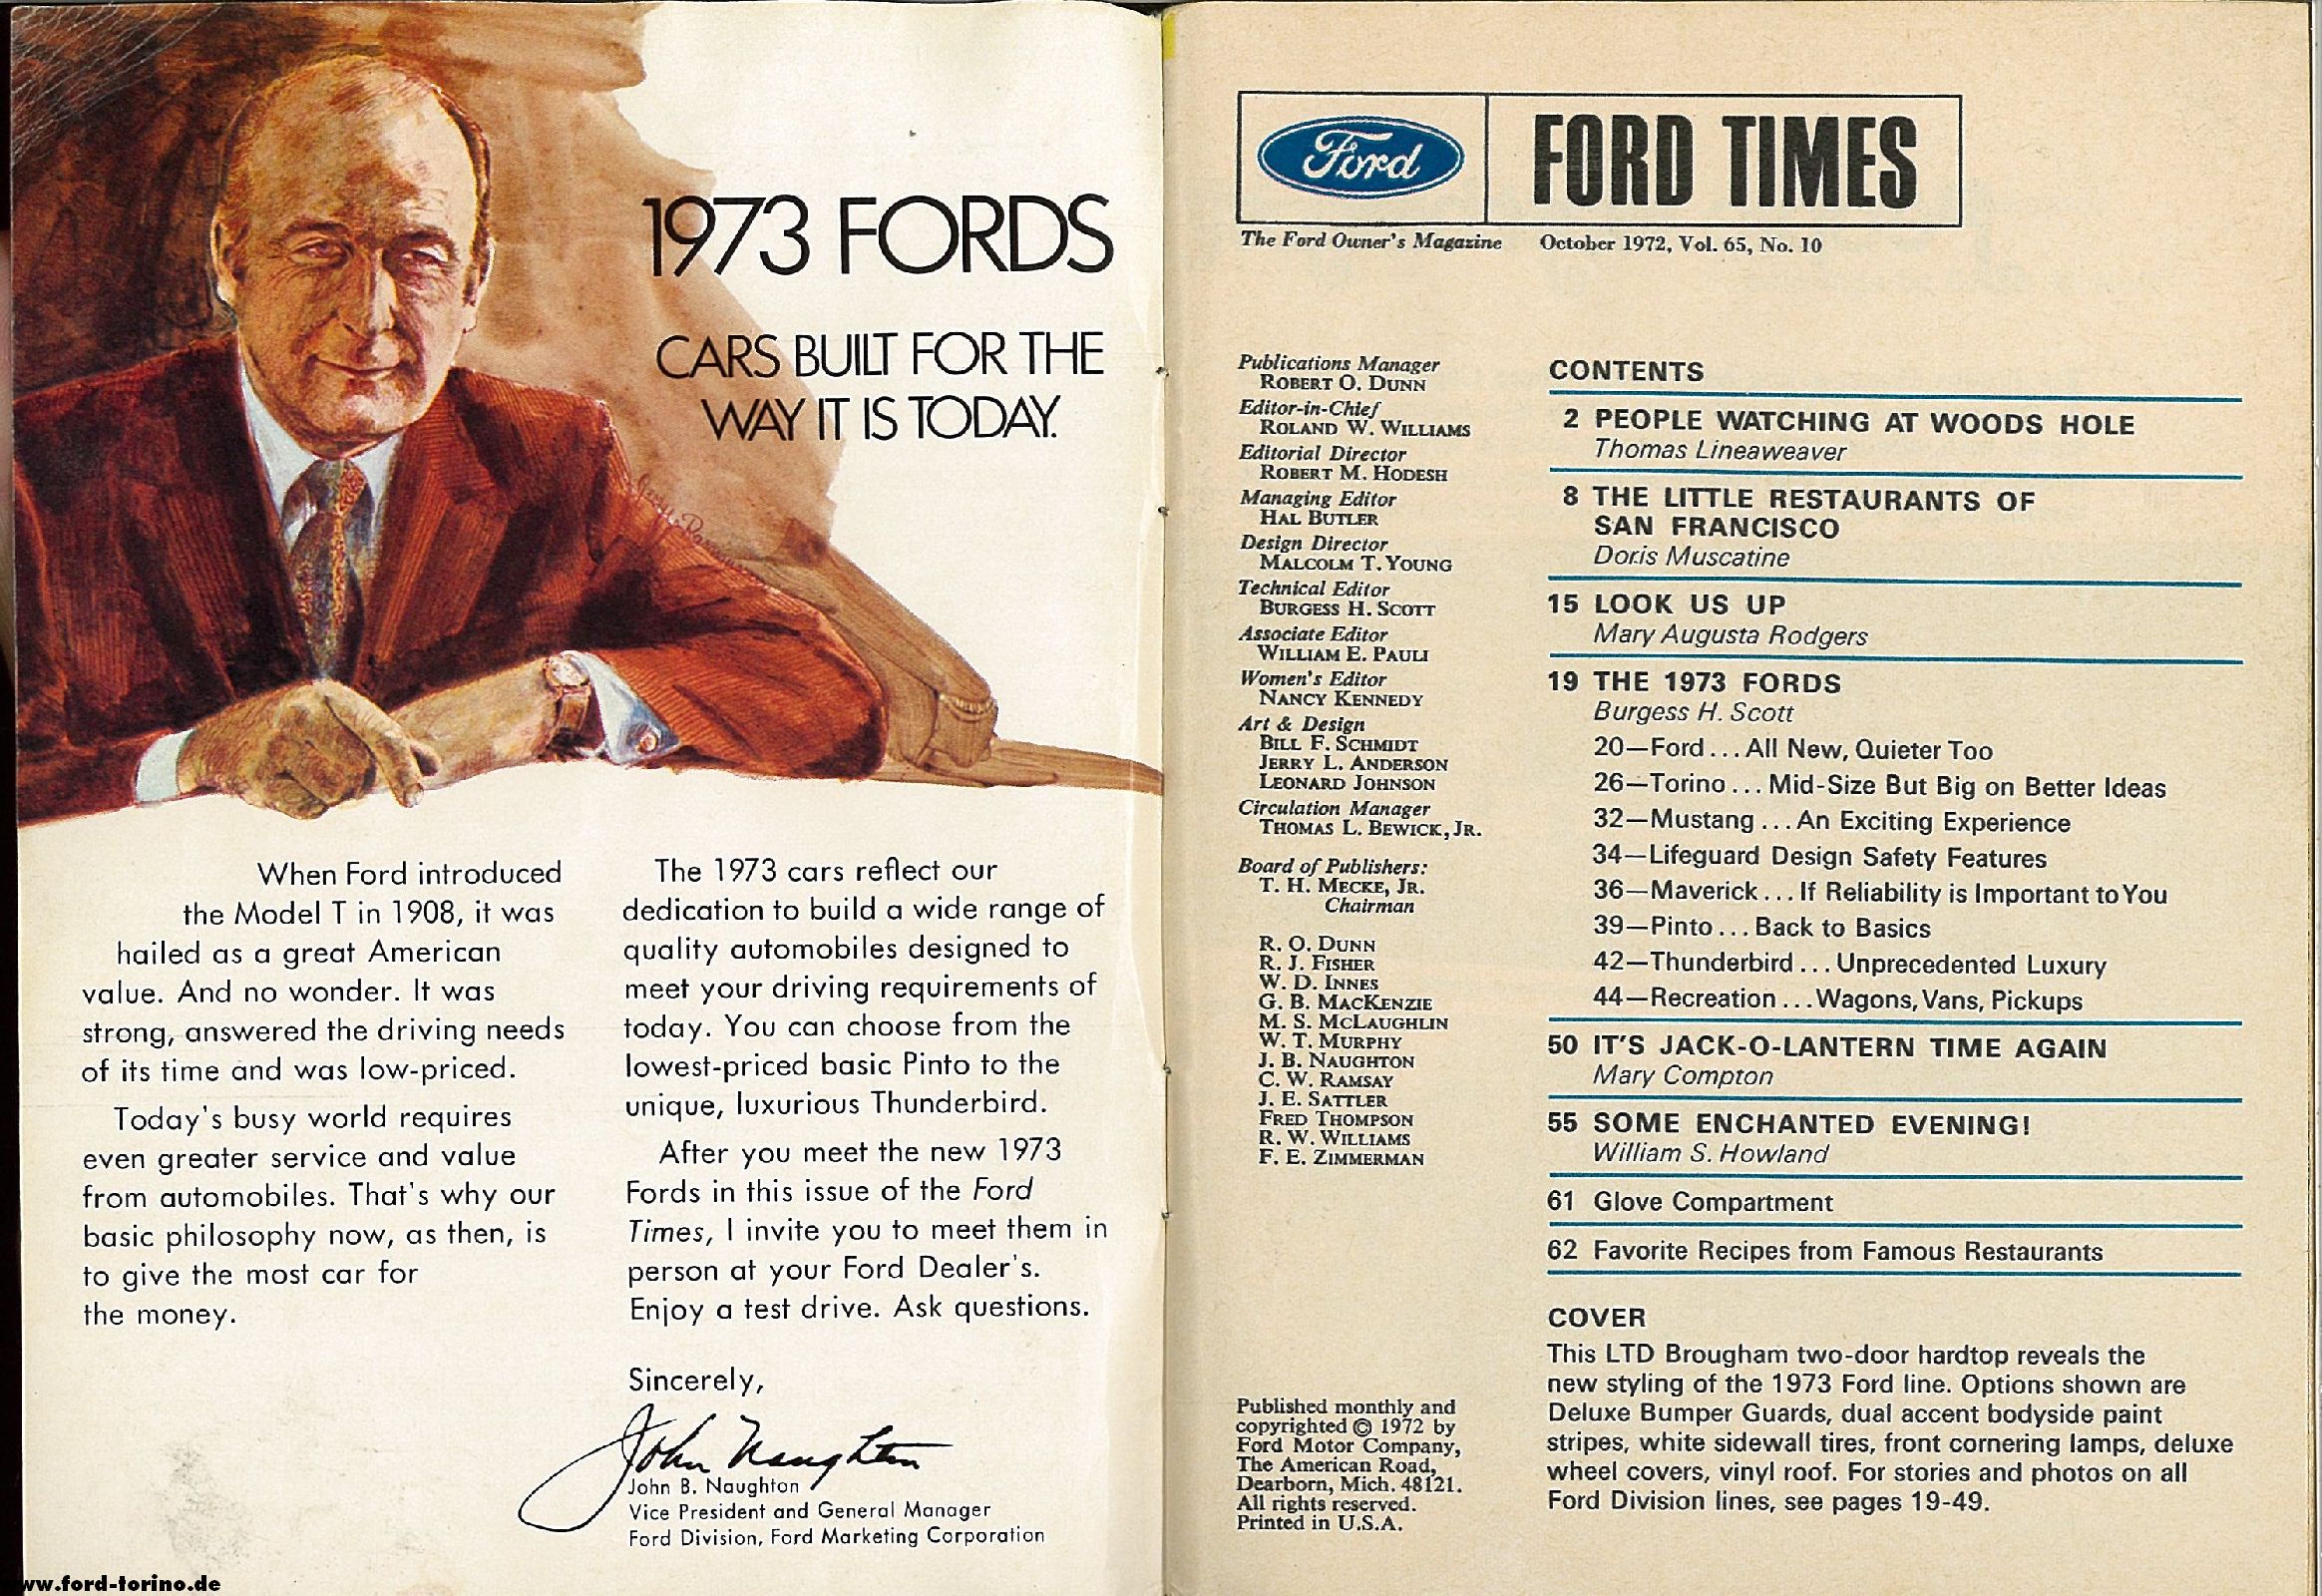 1973 FORDS
CARS BUILT FOR THE
WAY IT IS TODAY.
When Ford introduced
the Model T in 1908, it was
hailed as a great American
value. And no wonder. It was
strong, answered the driving needs
of its time and was low-priced.
Today's busy world requires
even greater service and value
from automobiles. That's why our
basic philosophy now, as then, is
to give the most car for
the money.
The 1973 cars reflect our
dedication to build a wide range of
quality automobiles designed to
meet your driving requirements of
today. You can choose from the
lowest-priced basic Pinto to the
unique, luxurious Thunderbird.
After you meet the new 1973
Fords in this issue of the Ford
Times, I invite you to meet them in
person at your Ford Dealer's.
Enjoy a test drive. Ask questions.
Sincerely,
John Naughton
John B. Naughton
Vice President and General Manager
Ford Division, Ford Marketing Corporation
www.ford-torino.de
Ford
FORD TIMES
The Ford Owner's Magazine October 1972, Vol. 65, No. 10
Publications Manager
ROBERT O. DUNN
Editor-in-Chief
ROLAND W. WILLIAMS
Editorial Director
ROBERT M. HODESH
Managing Editor
HAL BUTLER
Design Director
MALCOLM T. YOUNG
Technical Editor
BURGESS H. SCOTT
Associate Editor
WILLIAM E. PAULI
Women's Editor
NANCY KENNEDY
Art & Design
BILL F. SCHMIDT
JERRY L. ANDERSON
LEONARD JOHNSON
Circulation Manager
THOMAS L. BEWICK, JR.
Board of Publishers:
T. H. MECKE, JR.
Chairman
R. O. DUNN
R. J. FISHER
W. D. INNES
G. B. MACKENZIE
M. S. MCLAUGHLIN
W. T. MURPHY
J. B. NAUGHTON
C. W. RAMSAY
J. E. SATTLER
FRED THOMPSON
R. W. WILLIAMS
F. E. ZIMMERMAN
Published monthly and
copyrighted © 1972 by
Ford Motor Company,
The American Road,
Dearborn, Mich. 48121.
All rights reserved.
Printed in U.S.A.
CONTENTS
2 PEOPLE WATCHING AT WOODS HOLE
Thomas Lineaweaver
8 THE LITTLE RESTAURANTS OF
SAN FRANCISCO
Doris Muscatine
15 LOOK US UP
Mary Augusta Rodgers
19 THE 1973 FORDS
Burgess H. Scott
20—Ford...All New, Quieter Too
26—Torino...Mid-Size But Big on Better Ideas
32—Mustang...An Exciting Experience
34—Lifeguard Design Safety Features
36—Maverick...If Reliability is Important to You
39—Pinto...Back to Basics
42—Thunderbird...Unprecedented Luxury
44—Recreation...Wagons, Vans, Pickups
50 IT'S JACK-O-LANTERN TIME AGAIN
Mary Compton
55 SOME ENCHANTED EVENING!
William S. Howland
61 Glove Compartment
62 Favorite Recipes from Famous Restaurants
COVER
This LTD Brougham two-door hardtop reveals the
new styling of the 1973 Ford line. Options shown are
Deluxe Bumper Guards, dual accent bodyside paint
stripes, white sidewall tires, front cornering lamps, deluxe
wheel covers, vinyl roof. For stories and photos on all
Ford Division lines, see pages 19-49.